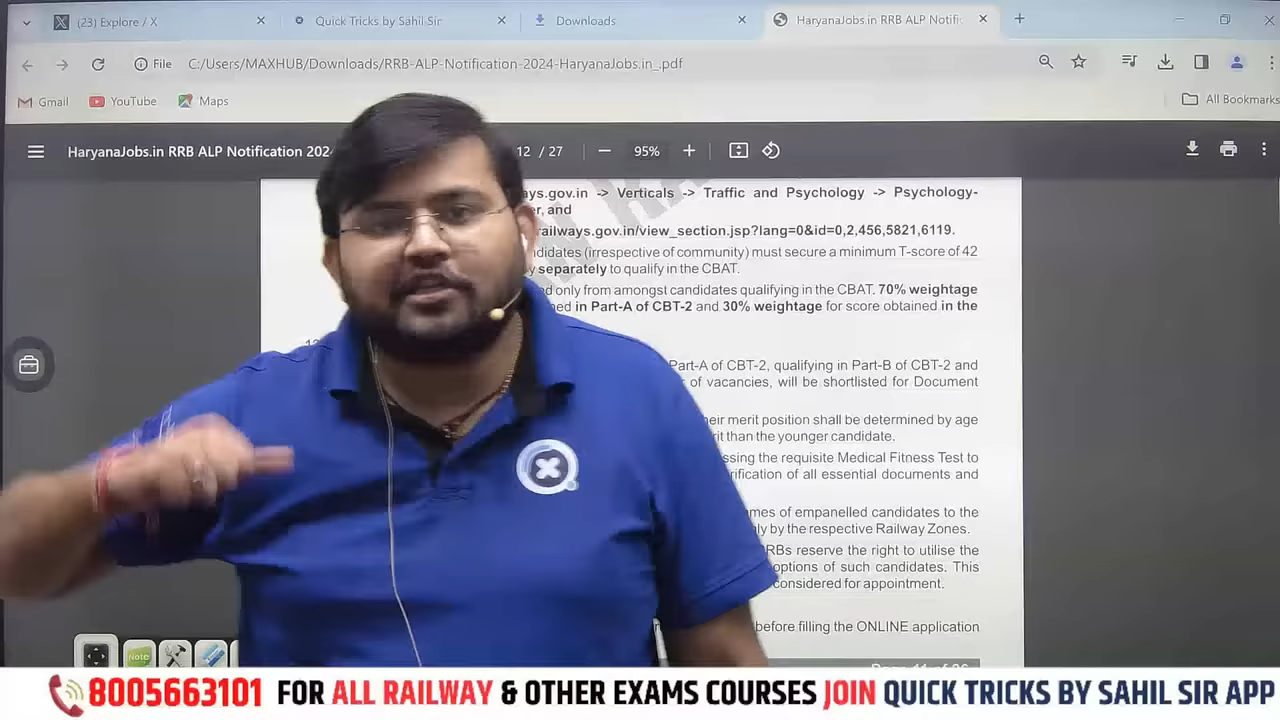 (23) Explore / X
Quick Tricks by Sahil Sir
Downloads
HaryanaJobs.in RRB ALP Notific
File C:/Users/MAXHUB/Downloads/RRB-ALP-Notification-2024-HaryanaJobs.in_.pdf
Gmail YouTube Maps All Bookmarks
HaryanaJobs.in RRB ALP Notification 202 12 / 27 95%
ays.gov.in -> Verticals -> Traffic and Psychology -> Psychology-
er, and
railways.gov.in/view_section.jsp?lang=0&id=0,2,456,5821,6119.
ndidates (irrespective of community) must secure a minimum T-score of 42
y separately to qualify in the CBAT.
ed only from amongst candidates qualifying in the CBAT. 70% weightage
ned in Part-A of CBT-2 and 30% weightage for score obtained in the
Part-A of CBT-2, qualifying in Part-B of CBT-2 and
of vacancies, will be shortlisted for Document
heir merit position shall be determined by age
rit than the younger candidate.
ssing the requisite Medical Fitness Test to
rification of all essential documents and
mes of empanelled candidates to the
nly by the respective Railway Zones.
RBs reserve the right to utilise the
options of such candidates. This
considered for appointment.
before filling the ONLINE application
Note
8005663101 FOR ALL RAILWAY & OTHER EXAMS COURSES JOIN QUICK TRICKS BY SAHIL SIR APP